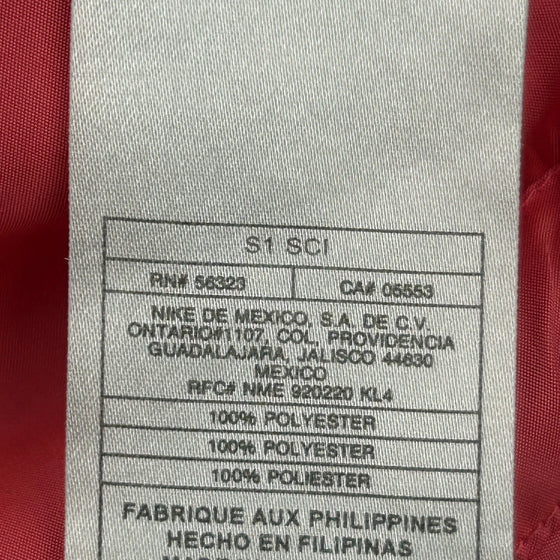 S1 SCI
RN# 56323
CA# 05553
NIKE DE MEXICO, S.A. DE C.V.
ONTARIO#1107, COL. PROVIDENCIA
GUADALAJARA, JALISCO 44630
MEXICO
RFC# NME 920220 KL4
100% POLYESTER
100% POLYESTER
100% POLIESTER
FABRIQUE AUX PHILIPPINES
HECHO EN FILIPINAS